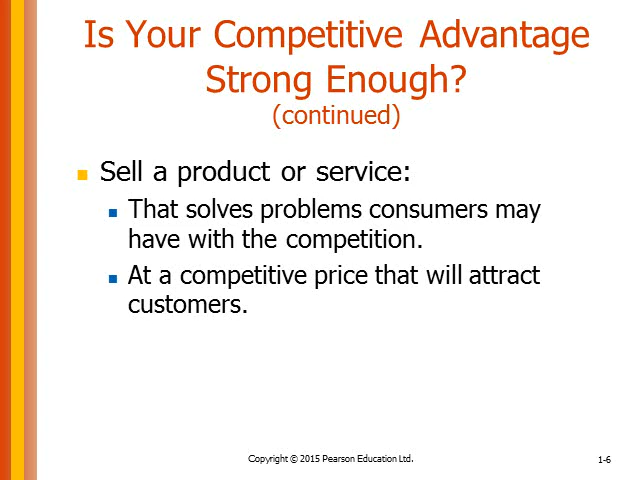 Is Your Competitive Advantage
Strong Enough?
(continued)
Sell a product or service:
That solves problems consumers may
have with the competition.
At a competitive price that will attract
customers.
Copyright © 2015 Pearson Education Ltd.
1-6